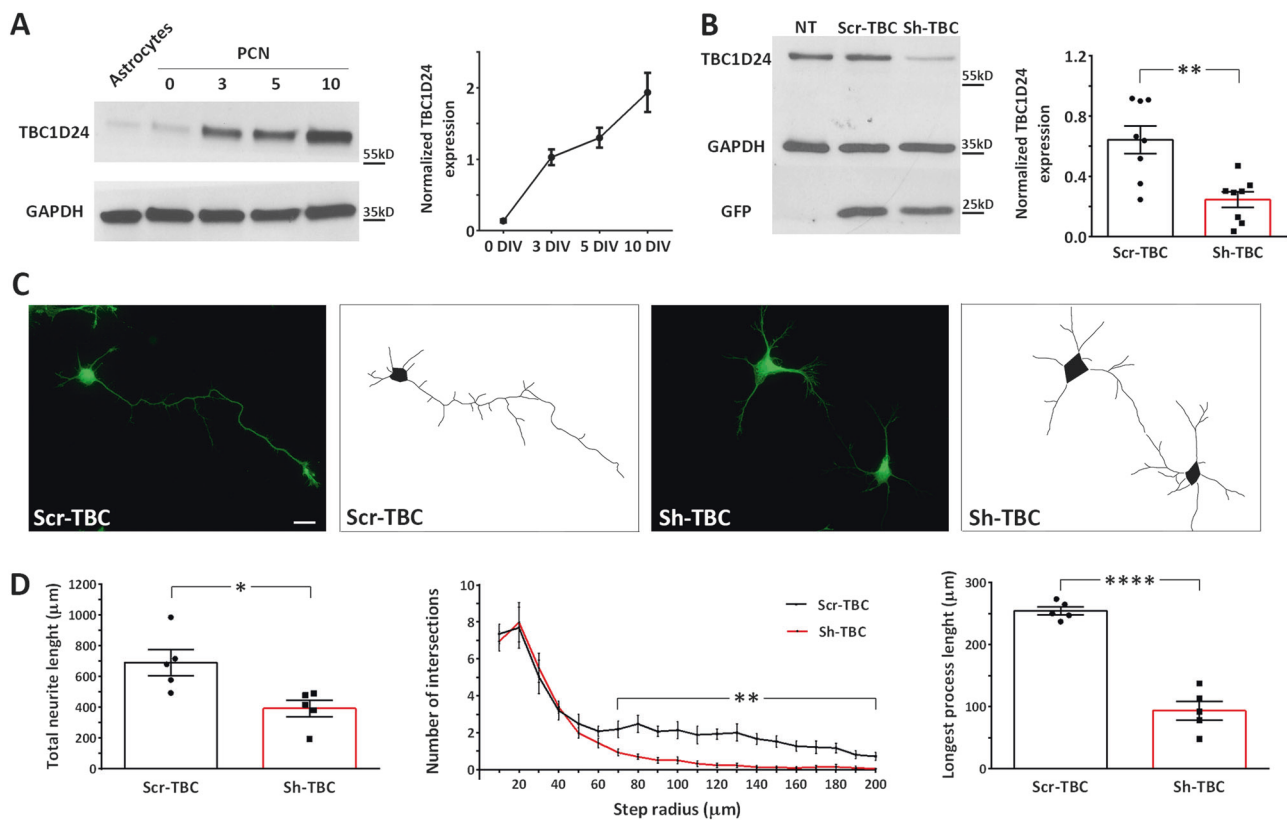 A
Astrocytes
PCN
0 3 5 10
TBC1D24
55kD
GAPDH
35kD
Normalized TBC1D24
expression
2
1
0
0 DIV 3 DIV 5 DIV 10 DIV
B
NT Scr-TBC Sh-TBC
TBC1D24
55kD
GAPDH
35kD
GFP
25kD
Normalized TBC1D24
expression
1.2
0.8
0.4
0.0
**
Scr-TBC Sh-TBC
C
Scr-TBC
Scr-TBC
Sh-TBC
Sh-TBC
D
Total neurite lenght (μm)
1200
1000
800
600
400
200
0
*
Scr-TBC Sh-TBC
Number of intersections
10
8
6
4
2
0
Scr-TBC
Sh-TBC
**
20 40 60 80 100 120 140 160 180 200
Step radius (μm)
Longest process lenght (μm)
300
200
100
0
****
Scr-TBC Sh-TBC